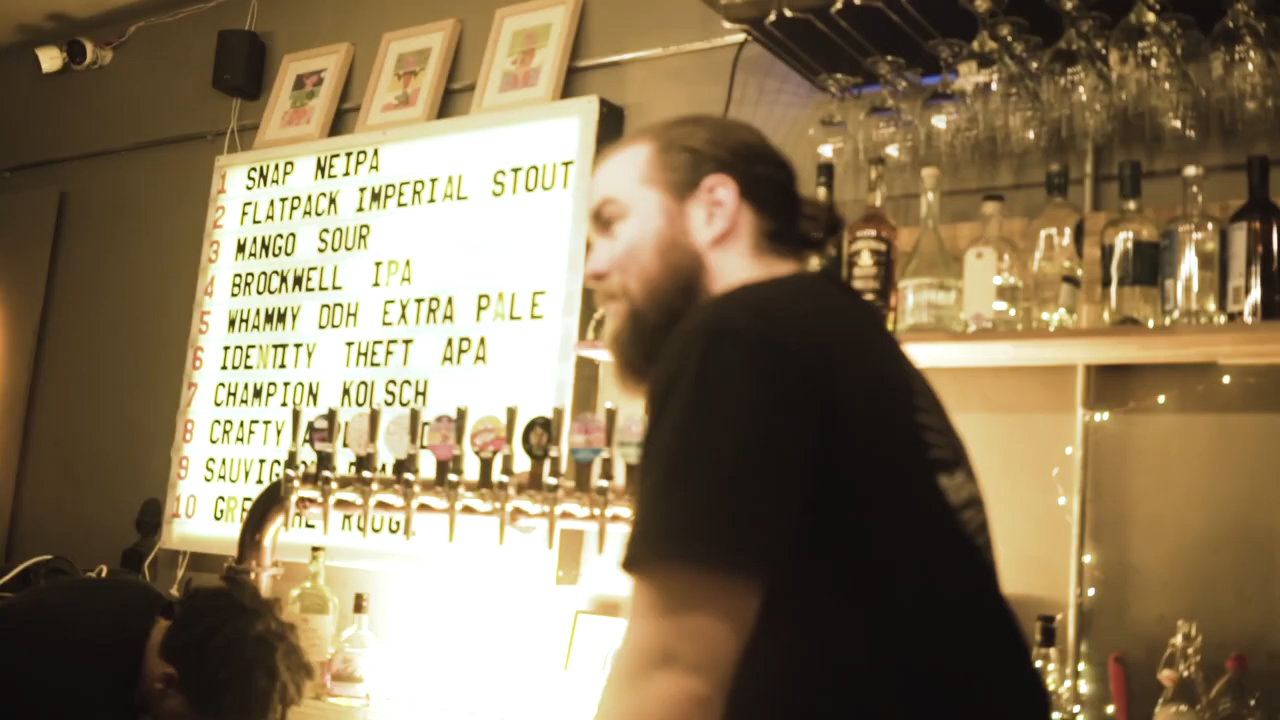 1 SNAP NEIPA
2 FLATPACK IMPERIAL STOUT
3 MANGO SOUR
4 BROCKWELL IPA
5 WHAMMY DDH EXTRA PALE
6 IDENTITY THEFT APA
7 CHAMPION KOLSCH
8 CRAFTY
9
10